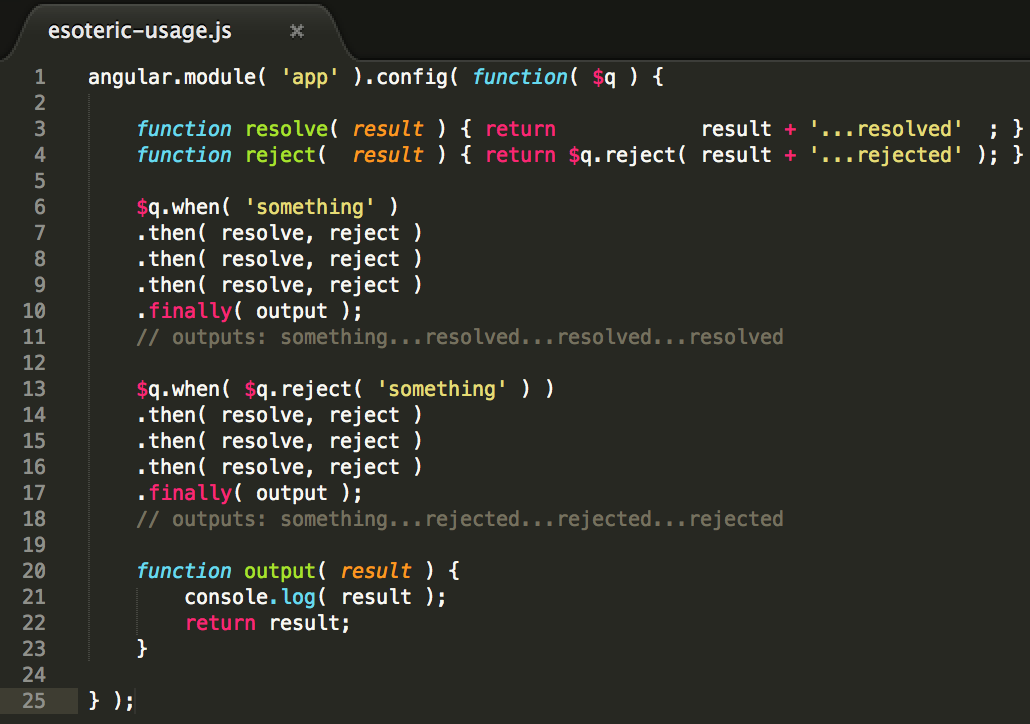 esoteric-usage.js ×
1 angular.module( 'app' ).config( function( $q ) {
2
3     function resolve( result ) { return            result + '...resolved'  ; }
4     function reject(  result ) { return $q.reject( result + '...rejected' ); }
5
6     $q.when( 'something' )
7     .then( resolve, reject )
8     .then( resolve, reject )
9     .then( resolve, reject )
10     .finally( output );
11     // outputs: something...resolved...resolved...resolved
12
13     $q.when( $q.reject( 'something' ) )
14     .then( resolve, reject )
15     .then( resolve, reject )
16     .then( resolve, reject )
17     .finally( output );
18     // outputs: something...rejected...rejected...rejected
19
20     function output( result ) {
21         console.log( result );
22         return result;
23     }
24
25 } );